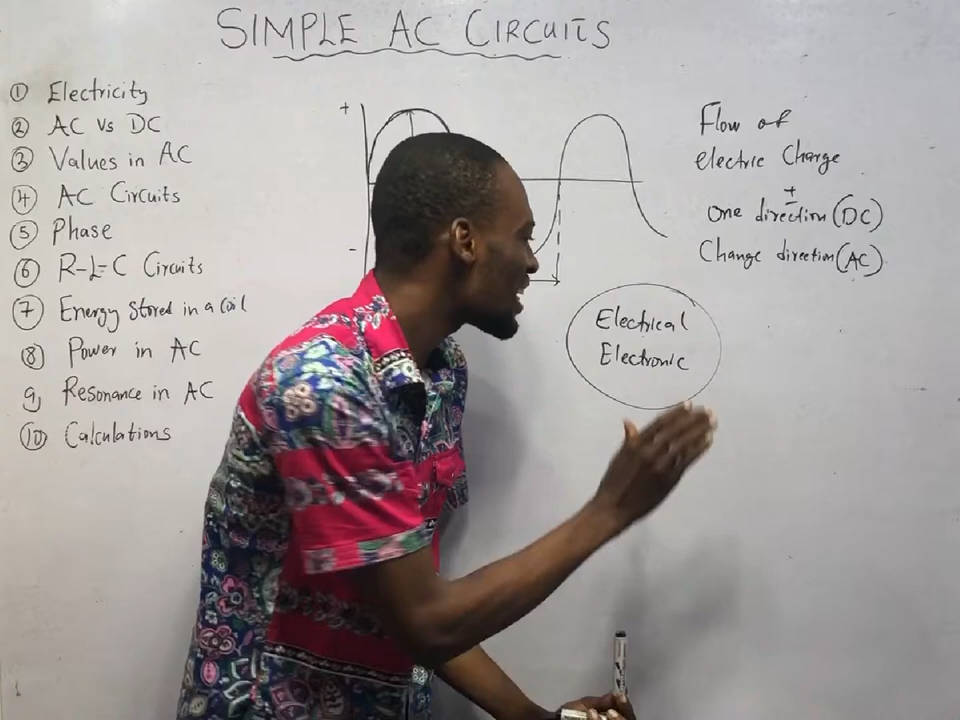 SIMPLE AC CIRCUITS
① Electricity
② AC Vs DC
③ Values in AC
④ AC Circuits
⑤ Phase
⑥ R-L-C Circuits
⑦ Energy Stored in a Coil
⑧ Power in AC
9 Resonance in AC
⑩ Calculations
+
-
Flow of
electric Charge
+
One direction (DC)
Change direction (AC)
Electrical
Electronic